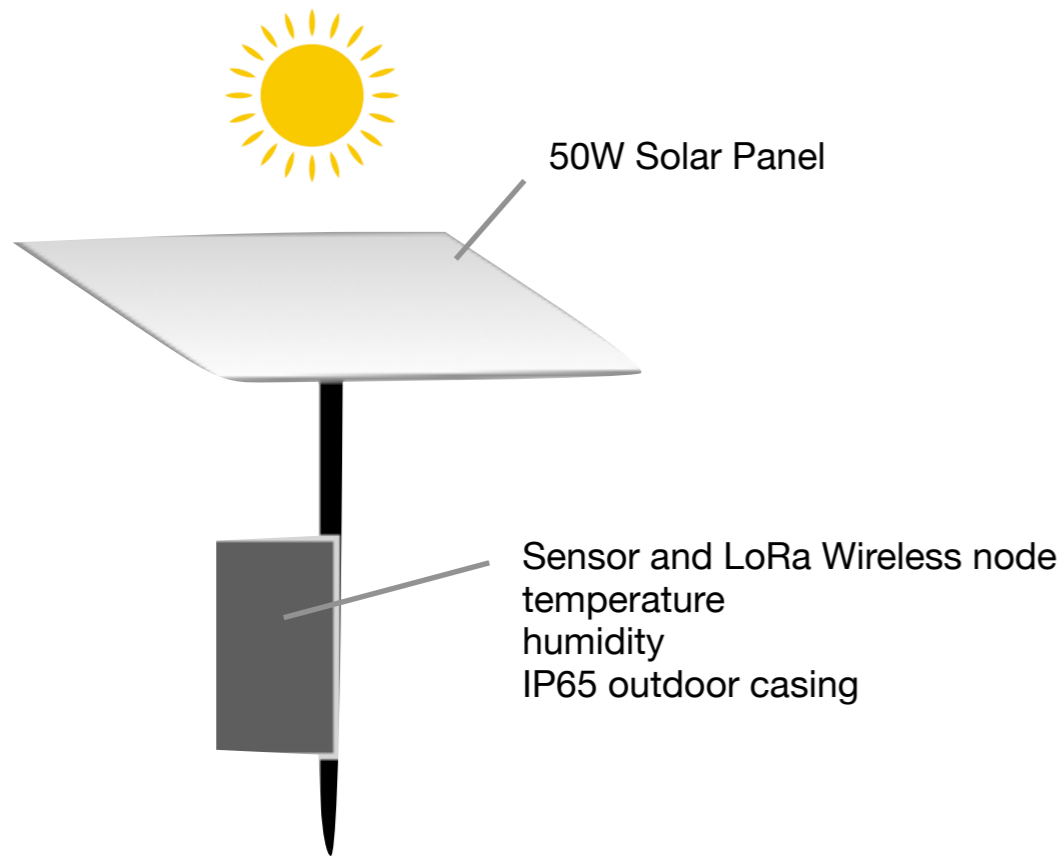 50W Solar Panel
Sensor and LoRa Wireless node
temperature
humidity
IP65 outdoor casing